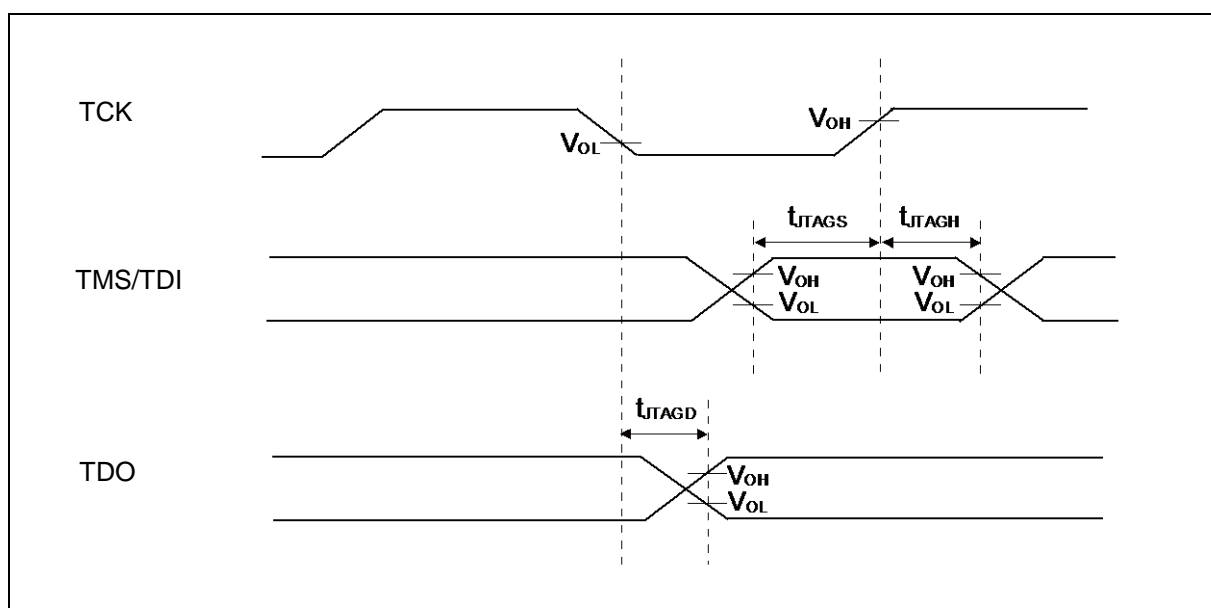 TCK
VOL
VOH
tJTAGS
tJTAGH
TMS/TDI
VOH
VOL
VOH
VOL
tJTAGD
TDO
VOH
VOL